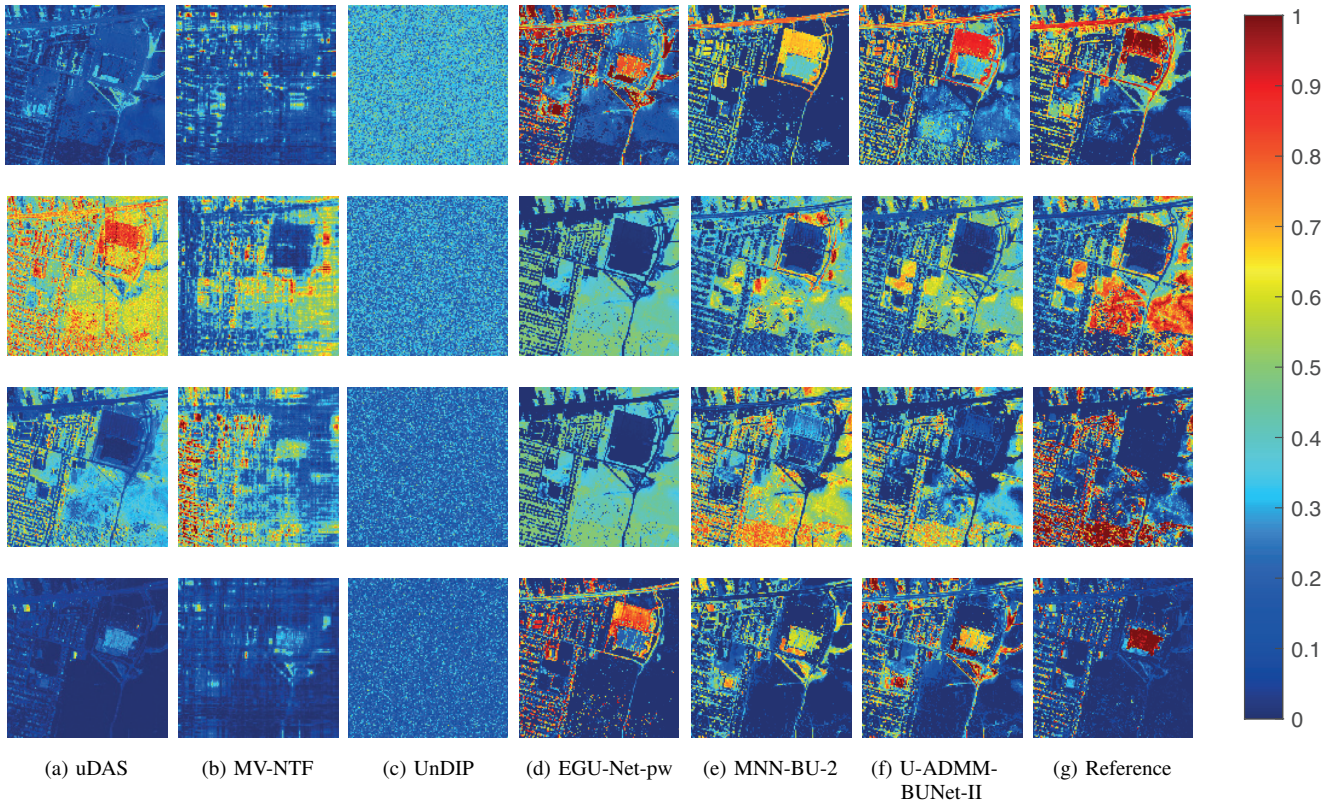 1
0.9
0.8
0.7
0.6
0.5
0.4
0.3
0.2
0.1
0
(a) uDAS
(b) MV-NTF
(c) UnDIP
(d) EGU-Net-pw
(e) MNN-BU-2
(f) U-ADMM-
BUNet-II
(g) Reference